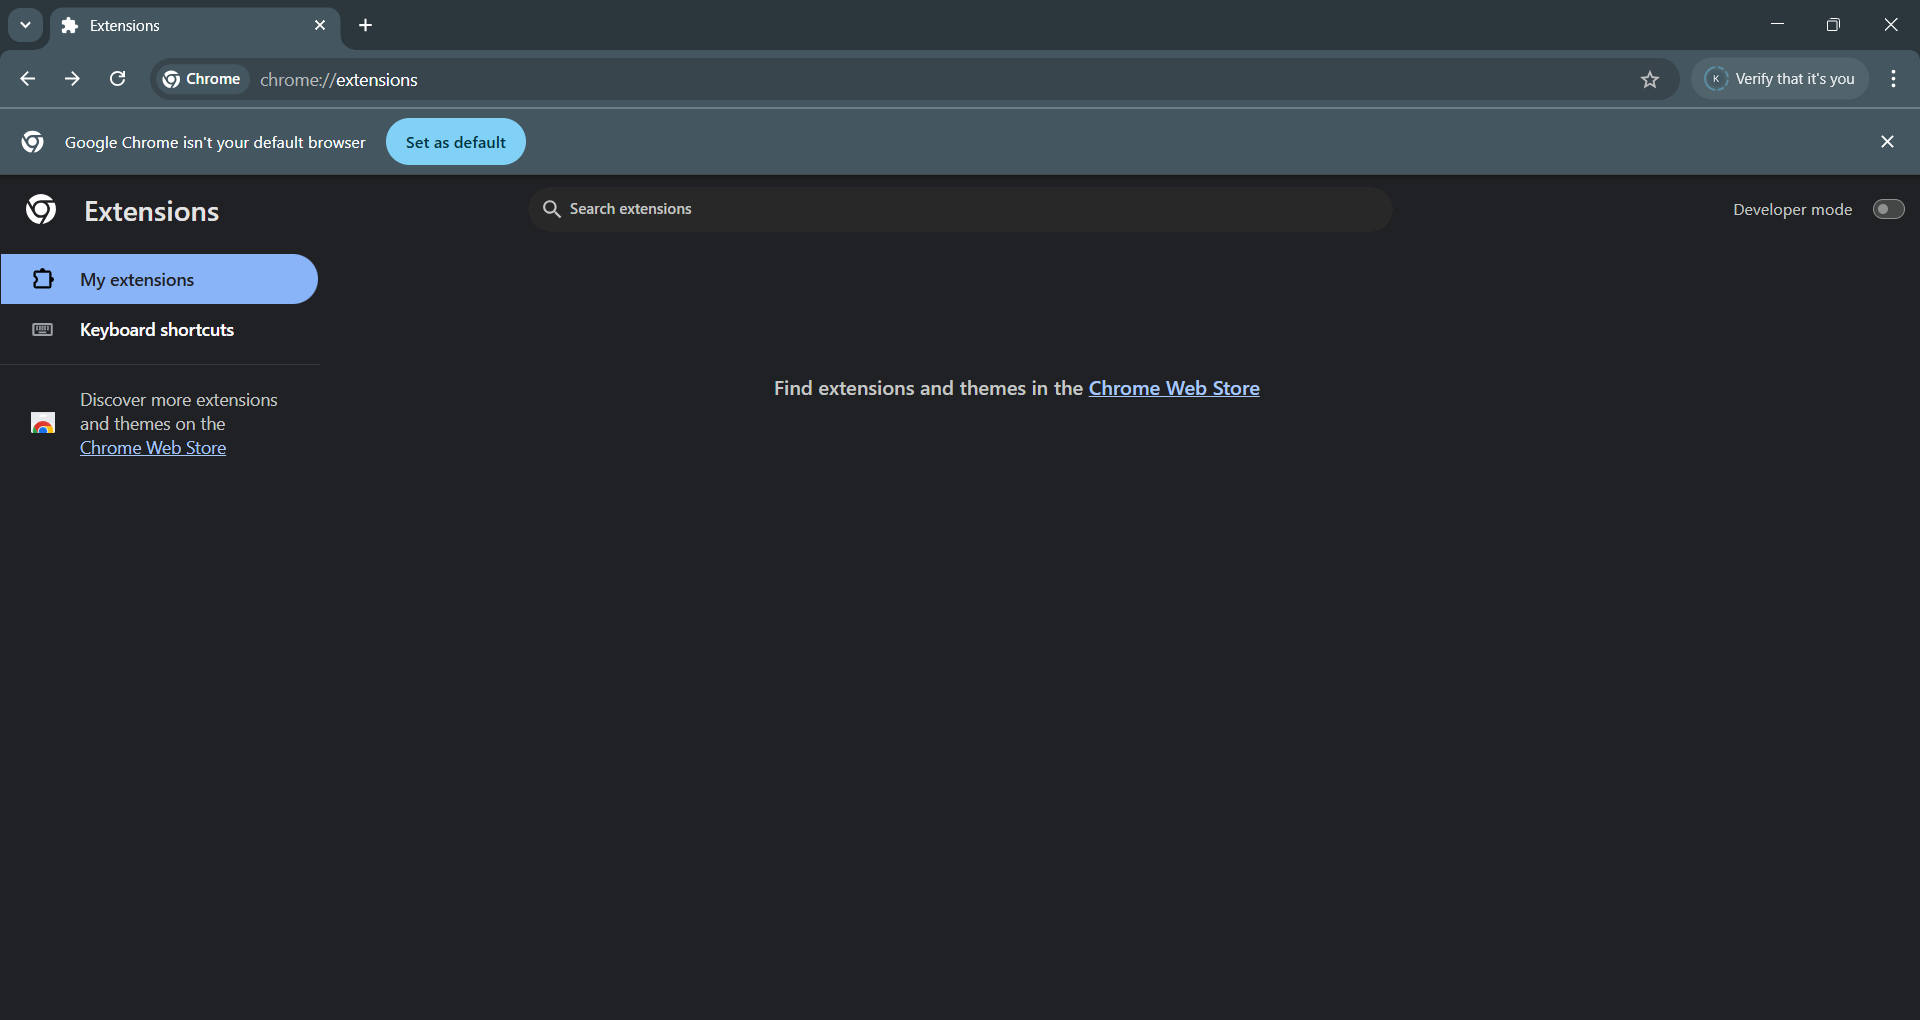 Extensions
Chrome
chrome://extensions
K
Verify that it's you
Google Chrome isn't your default browser
Set as default
Extensions
Search extensions
Developer mode
My extensions
Keyboard shortcuts
Discover more extensions
and themes on the
Chrome Web Store
Find extensions and themes in the Chrome Web Store